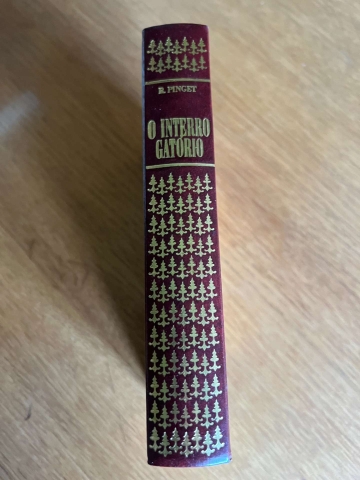 R. PINGET
O INTERRO
GATÓRIO